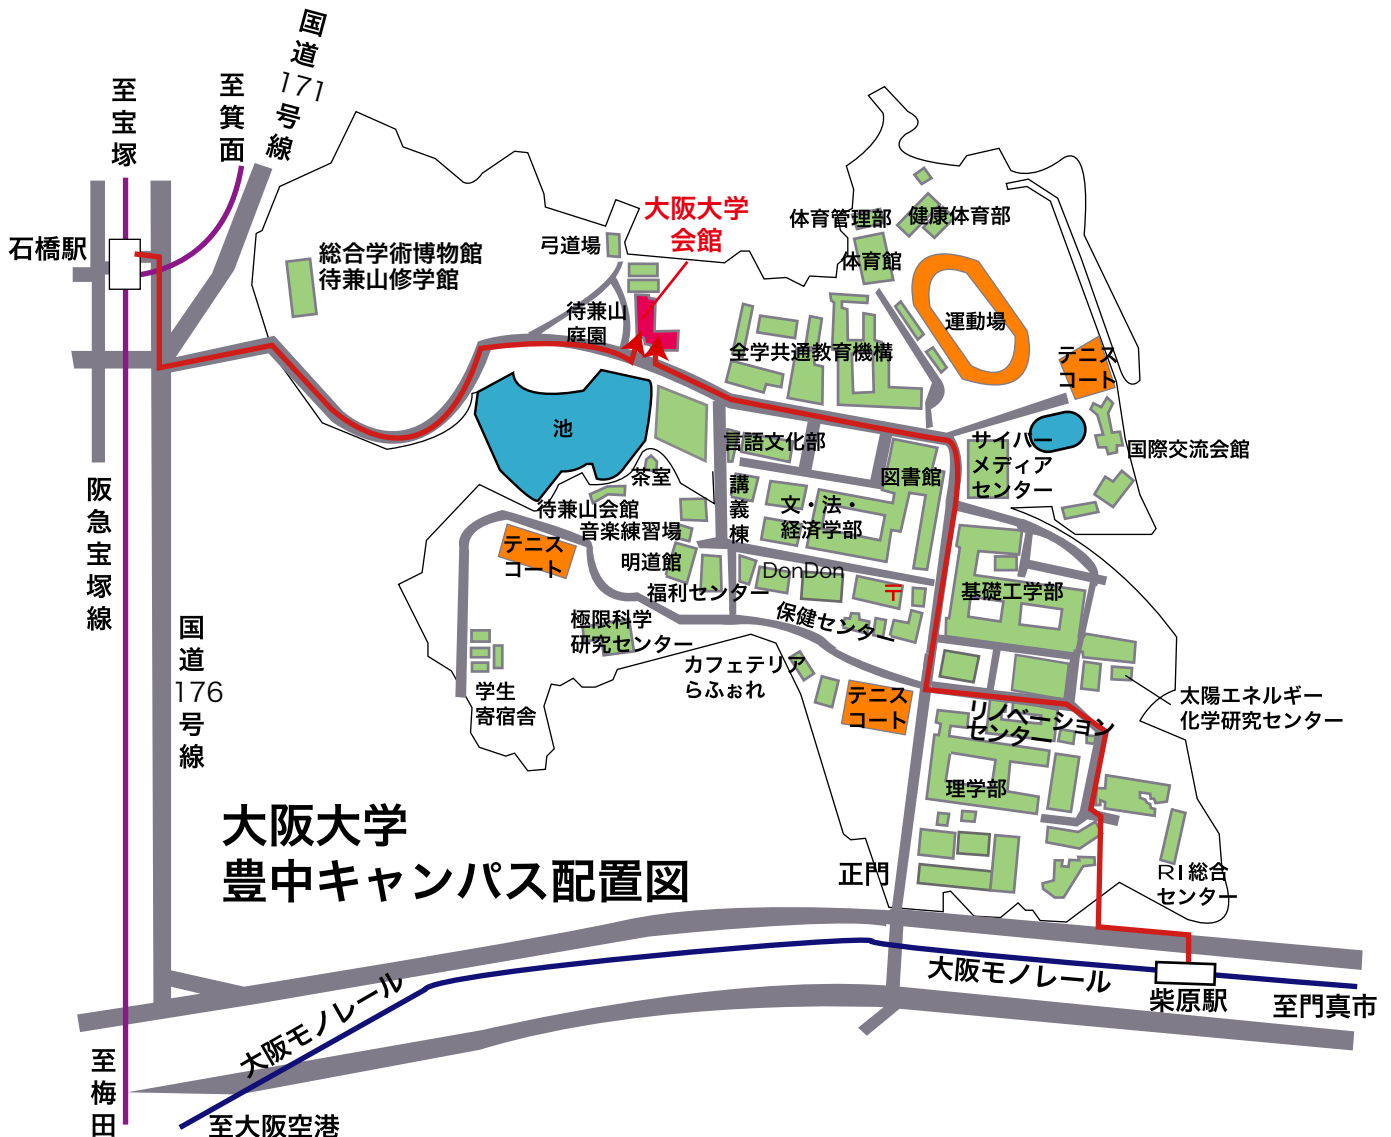 国道171号線
至宝塚
至箕面
石橋駅
総合学術博物館
待兼山修学館
弓道場
大阪大学
会館
体育管理部
健康体育部
体育館
運動場
待兼山
庭園
全学共通教育機構
テニス
コート
池
言語文化部
図書館
サイバー
メディア
センター
国際交流会館
茶室
講義棟
文・法・
経済学部
待兼山会館
音楽練習場
テニス
コート
明道館
福利センター
DonDon
〒
基礎工学部
保健センター
極限科学
研究センター
カフェテリア
らふぉれ
学生
寄宿舎
テニス
コート
リノベーション
センター
太陽エネルギー
化学研究センター
理学部
阪急宝塚線
国道176号線
大阪大学
豊中キャンパス配置図
正門
RI総合
センター
大阪モノレール
大阪モノレール
柴原駅
至門真市
至梅田
至大阪空港